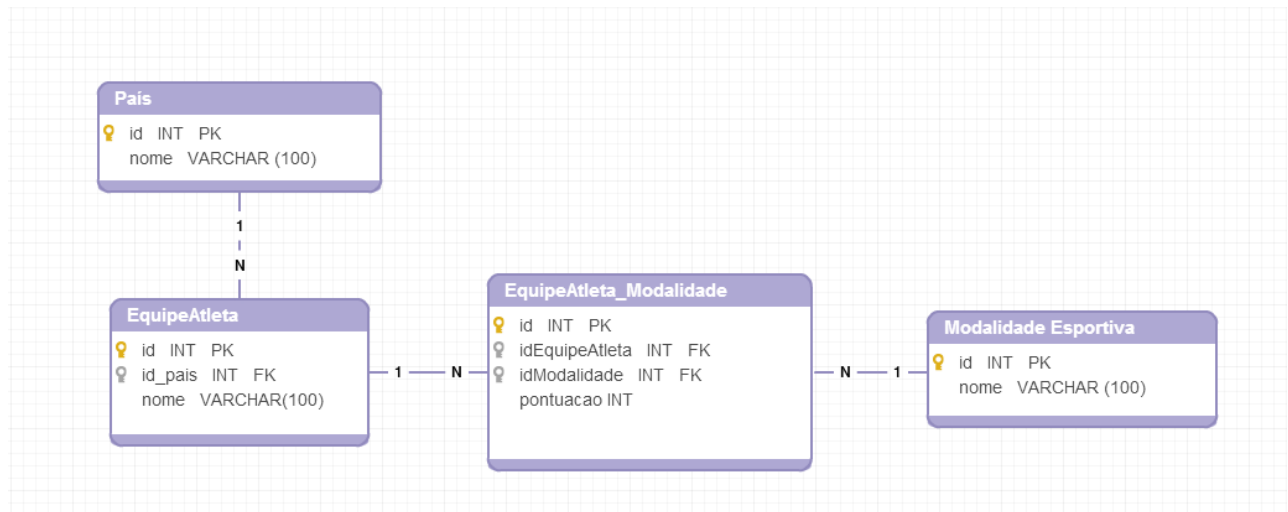 País
id INT PK
nome VARCHAR (100)
1
N
EquipeAtleta
id INT PK
id_pais INT FK
nome VARCHAR(100)
1
N
EquipeAtleta_Modalidade
id INT PK
idEquipeAtleta INT FK
idModalidade INT FK
pontuacao INT
N
1
Modalidade Esportiva
id INT PK
nome VARCHAR (100)